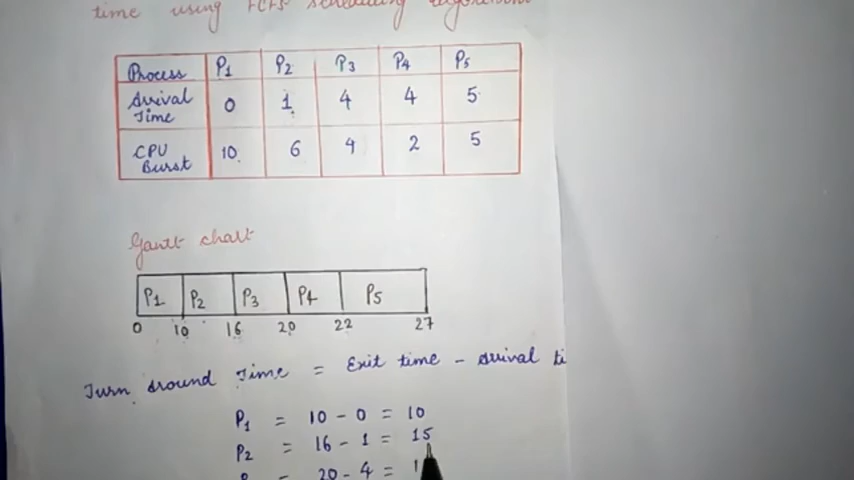 time using FCFS scheduling algorithm
Process P1 P2 P3 P4 P5
Arrival Time 0 1 4 4 5
CPU Burst 10 6 4 2 5
Gantt chart
P1 P2 P3 P4 P5
0 10 16 20 22 27
Turn around Time = Exit time - Arrival ti
P1 = 10 - 0 = 10
P2 = 16 - 1 = 15
= 20 - 4 = 1